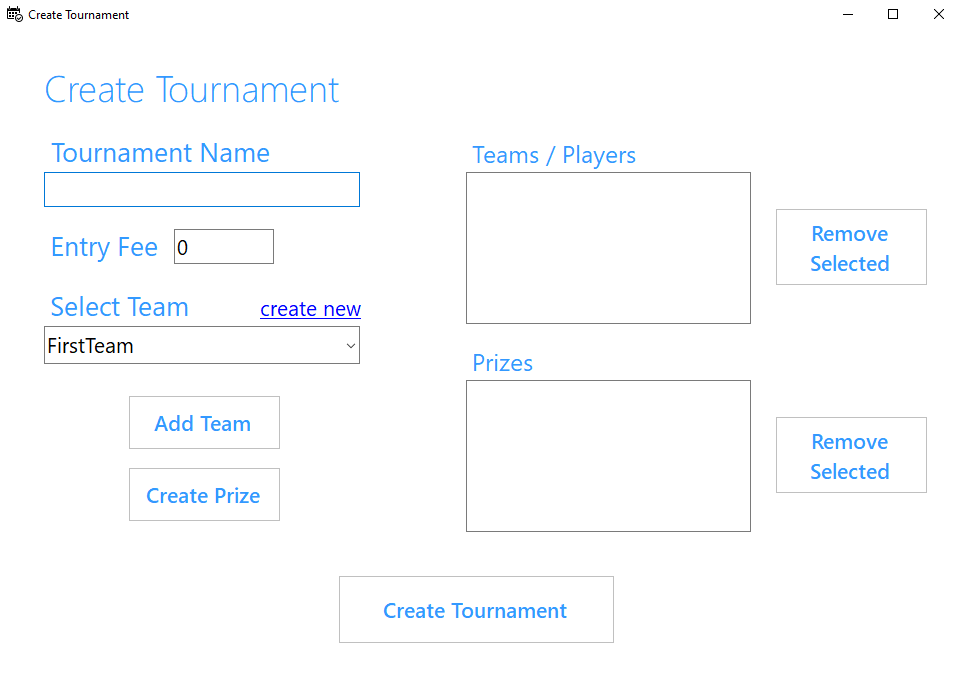 Create Tournament
Create Tournament
Tournament Name
Entry Fee 0
Select Team create new
FirstTeam
Add Team
Create Prize
Teams / Players
Remove
Selected
Prizes
Remove
Selected
Create Tournament